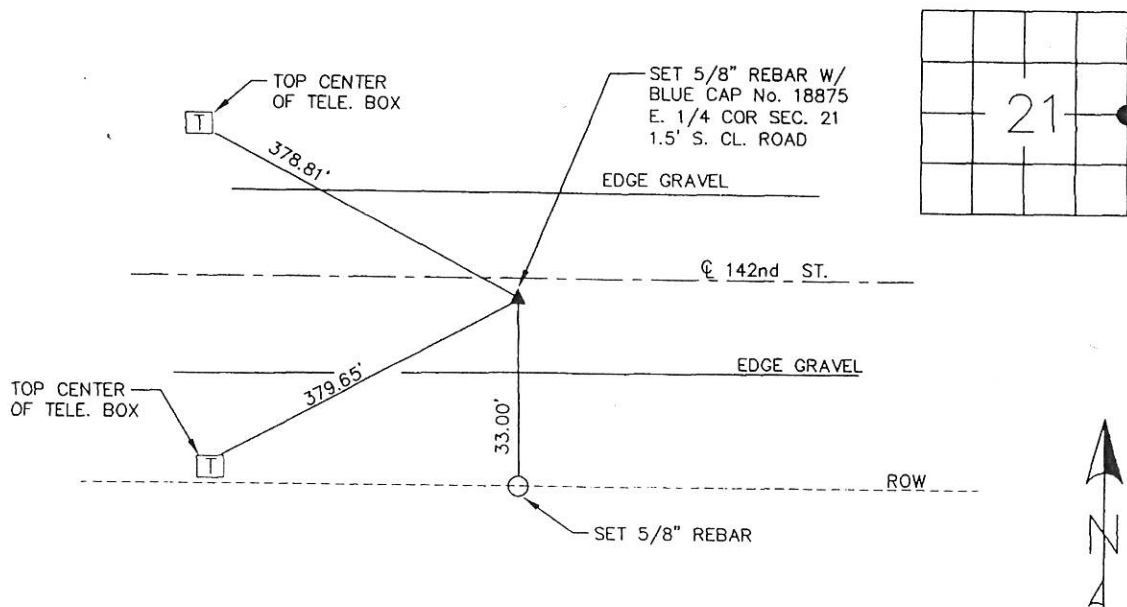 TOP CENTER
OF TELE. BOX
SET 5/8" REBAR W/
BLUE CAP No. 18875
E. 1/4 COR SEC. 21
1.5' S. CL. ROAD
21
T
378.81'
EDGE GRAVEL
℄ 142nd ST.
EDGE GRAVEL
TOP CENTER
OF TELE. BOX
379.65'
33.00'
T
ROW
SET 5/8" REBAR
N